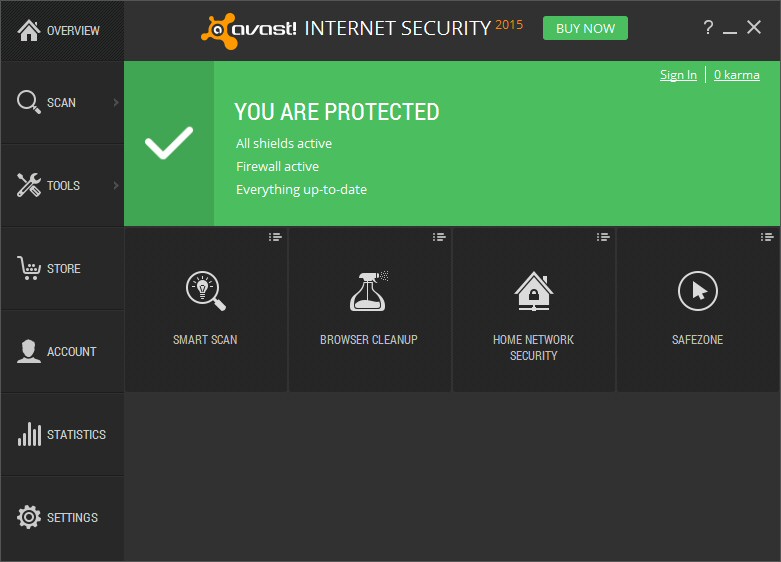 OVERVIEW
avast! INTERNET SECURITY 2015
BUY NOW
?
Sign In
0 karma
SCAN
YOU ARE PROTECTED
All shields active
Firewall active
Everything up-to-date
TOOLS
STORE
SMART SCAN
BROWSER CLEANUP
HOME NETWORK
SECURITY
SAFEZONE
ACCOUNT
STATISTICS
SETTINGS